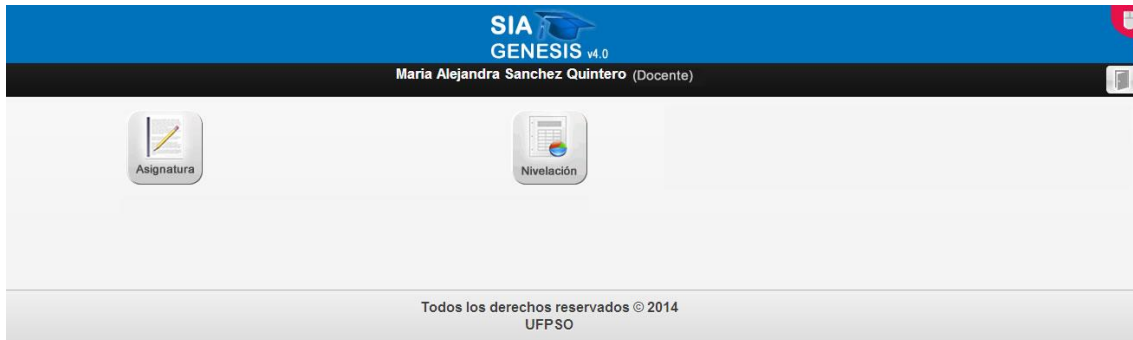 SIA
GENESIS v4.0
Maria Alejandra Sanchez Quintero (Docente)
Asignatura
Nivelación
Todos los derechos reservados © 2014
UFPSO